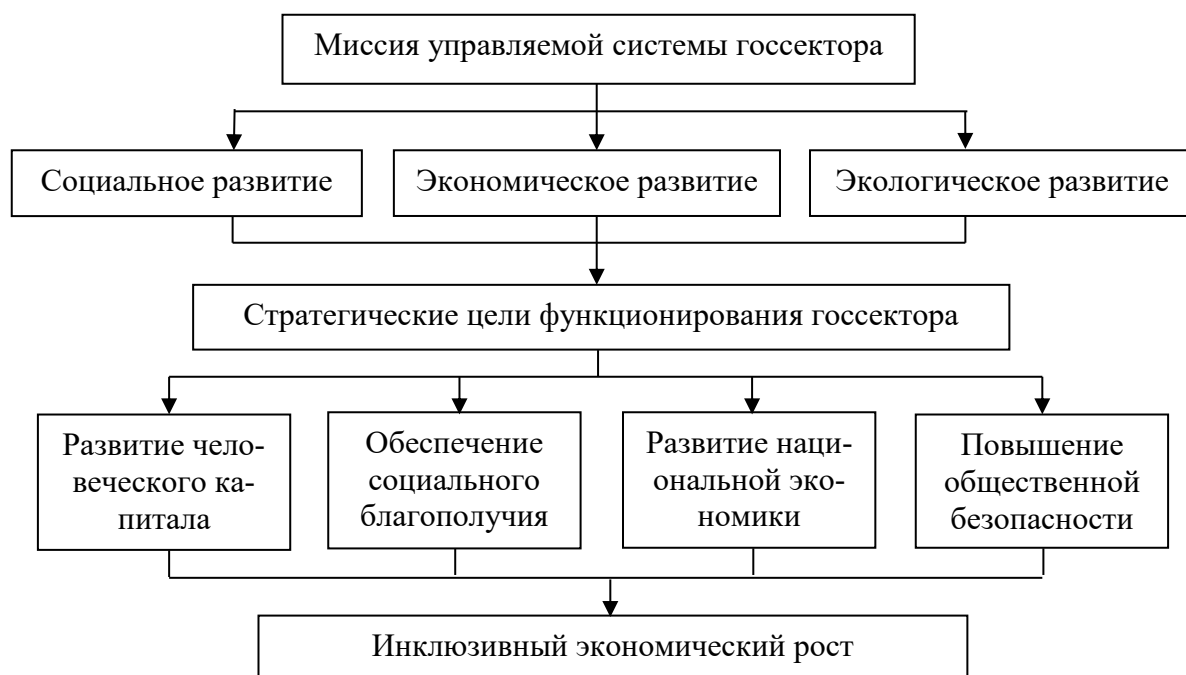 Миссия управляемой системы госсектора
Социальное развитие
Экономическое развитие
Экологическое развитие
Стратегические цели функционирования госсектора
Развитие чело-
веческого ка-
питала
Обеспечение
социального
благополучия
Развитие наци-
ональной эко-
номики
Повышение
общественной
безопасности
Инклюзивный экономический рост